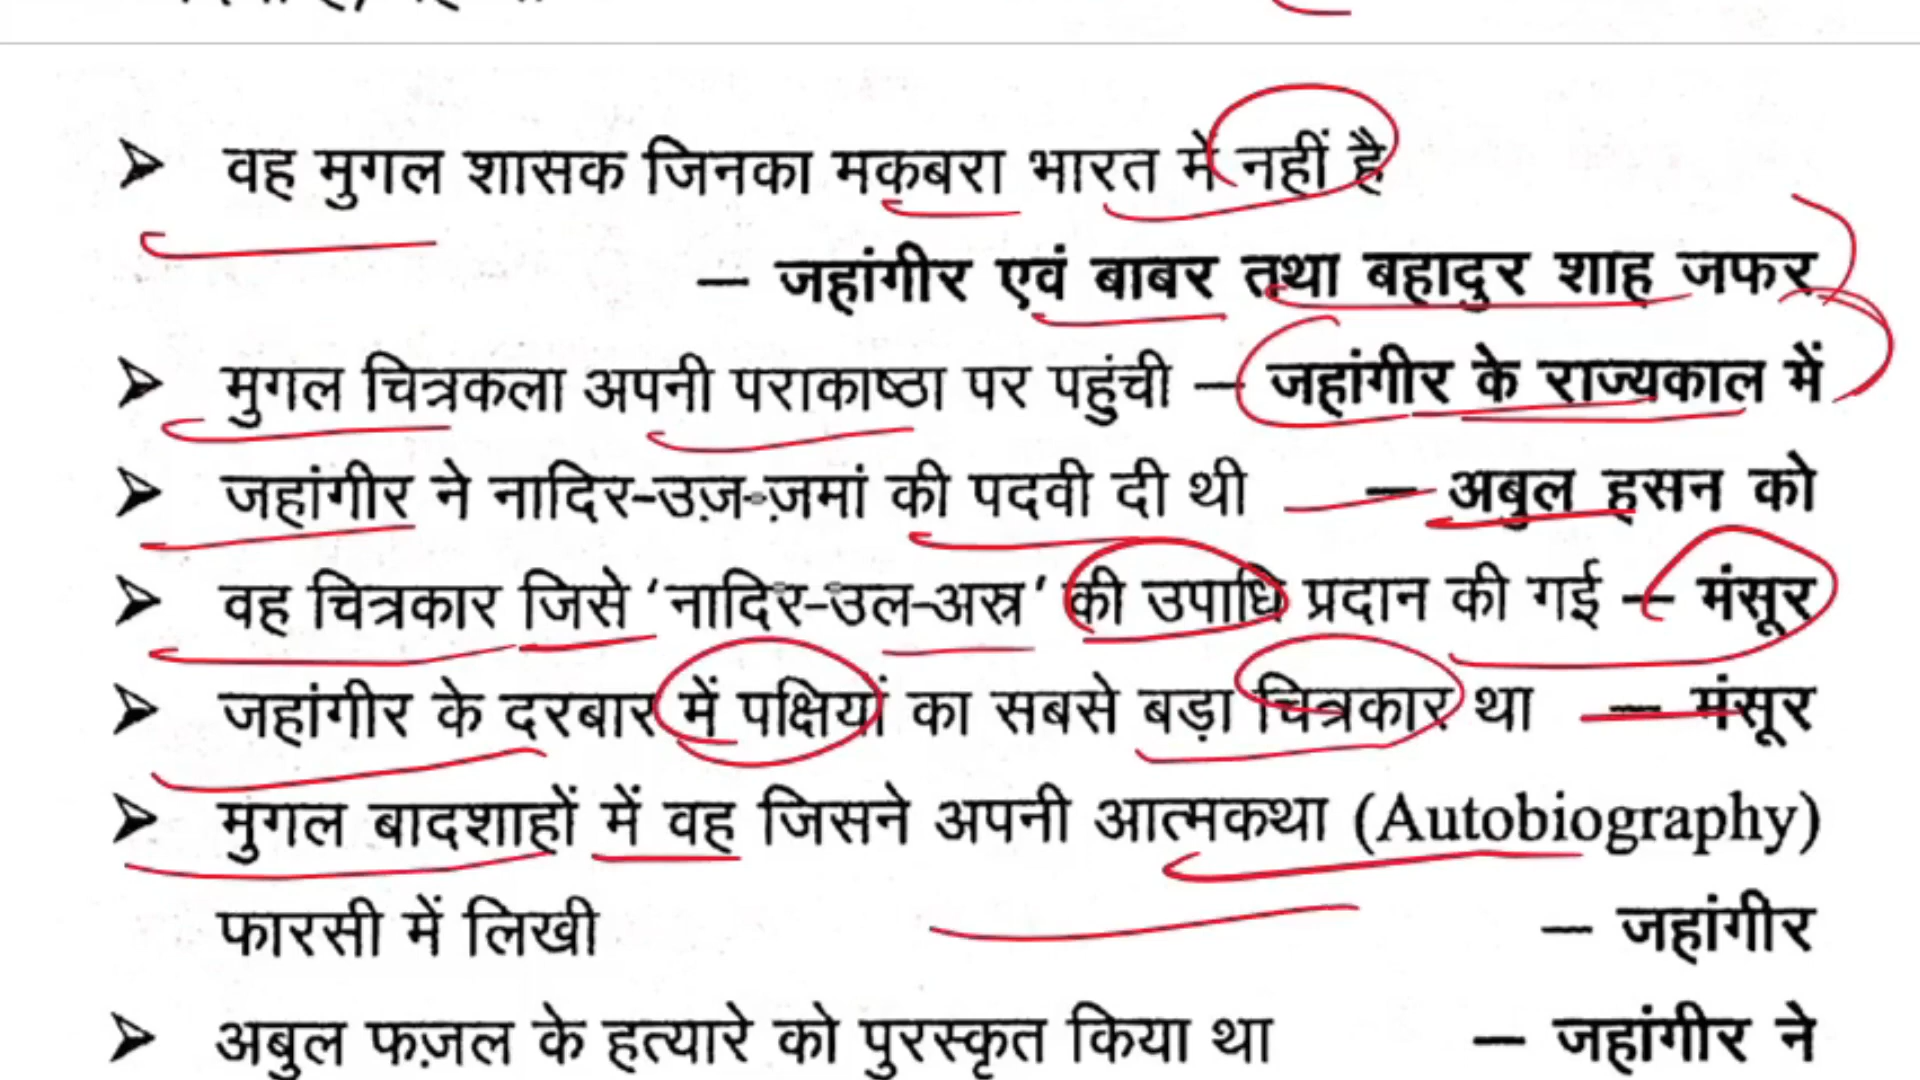 ➢ वह मुगल शासक जिनका मकबरा भारत में नहीं है
— जहांगीर एवं बाबर तथा बहादुर शाह जफर
➢ मुगल चित्रकला अपनी पराकाष्ठा पर पहुंची — जहांगीर के राज्यकाल में
➢ जहांगीर ने नादिर-उज़-ज़मां की पदवी दी थी — अबुल हसन को
➢ वह चित्रकार जिसे ‘नादिर-उल-अस्र’ की उपाधि प्रदान की गई — मंसूर
➢ जहांगीर के दरबार में पक्षियां का सबसे बड़ा चित्रकार था — मंसूर
➢ मुगल बादशाहों में वह जिसने अपनी आत्मकथा (Autobiography)
फारसी में लिखी — जहांगीर
➢ अबुल फज़ल के हत्यारे को पुरस्कृत किया था — जहांगीर ने